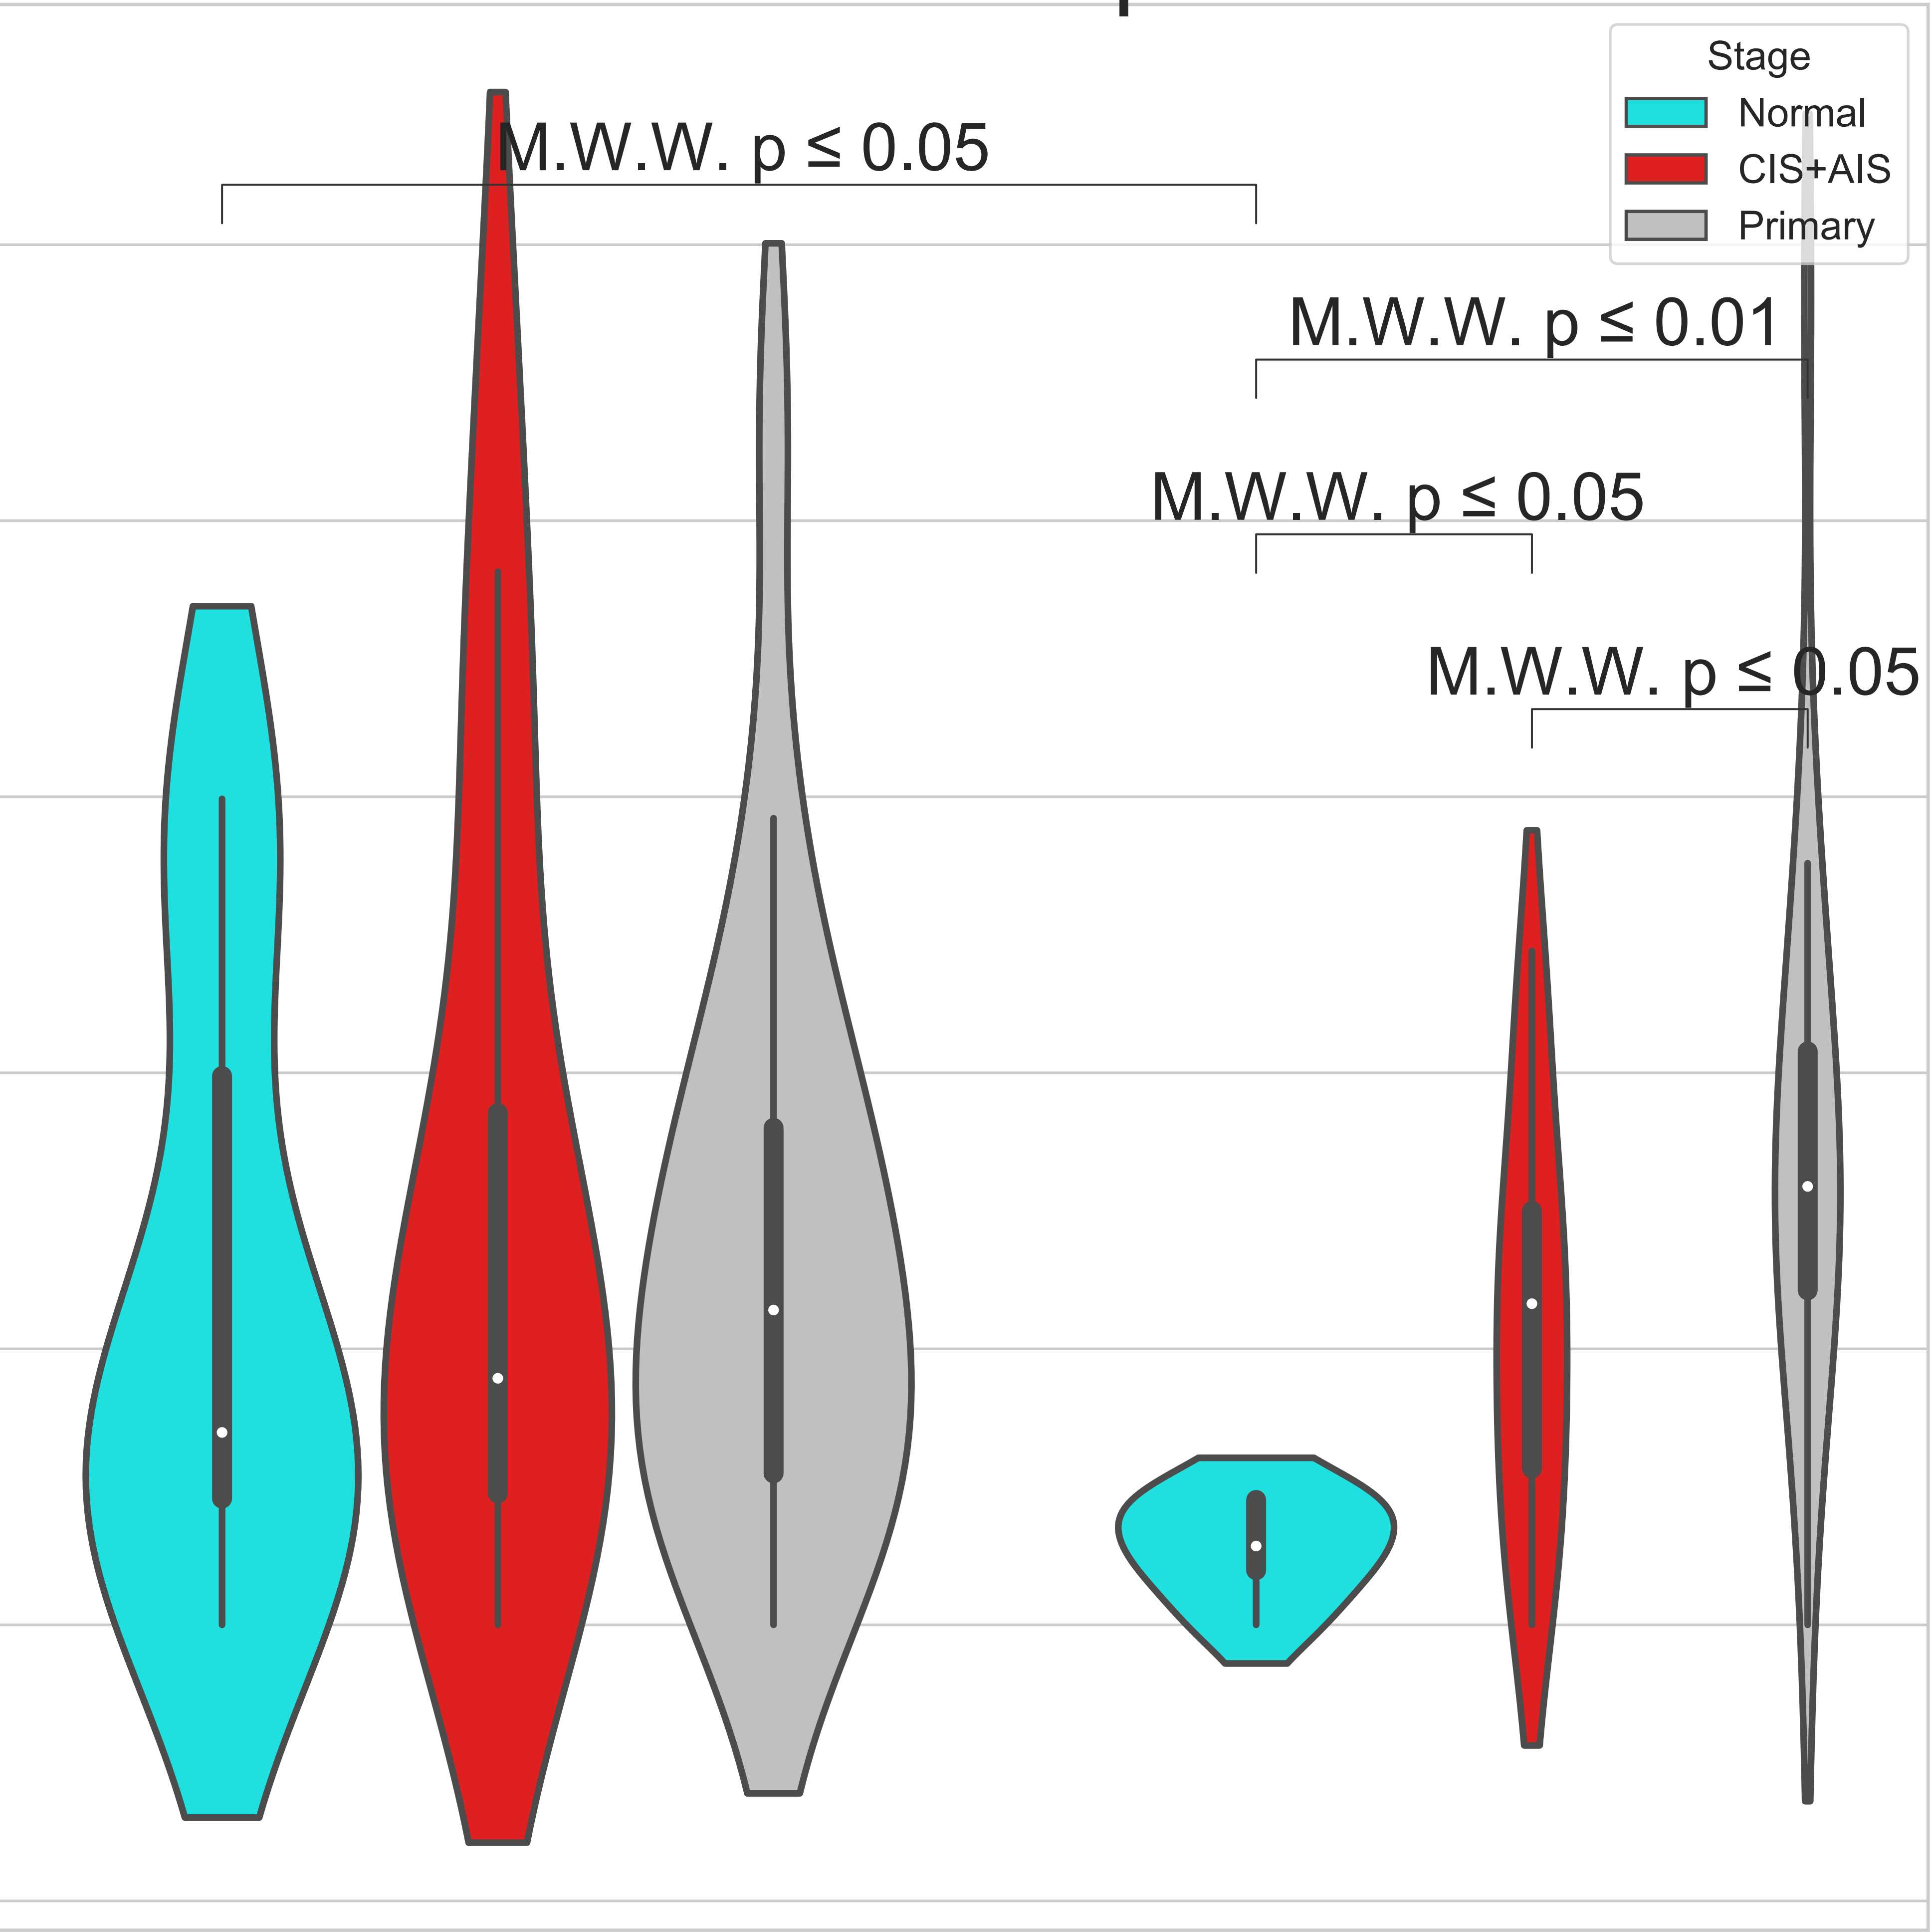 Stage
Normal
CIS+AIS
Primary
M.W.W. p ≤ 0.05
M.W.W. p ≤ 0.01
M.W.W. p ≤ 0.05
M.W.W. p ≤ 0.05